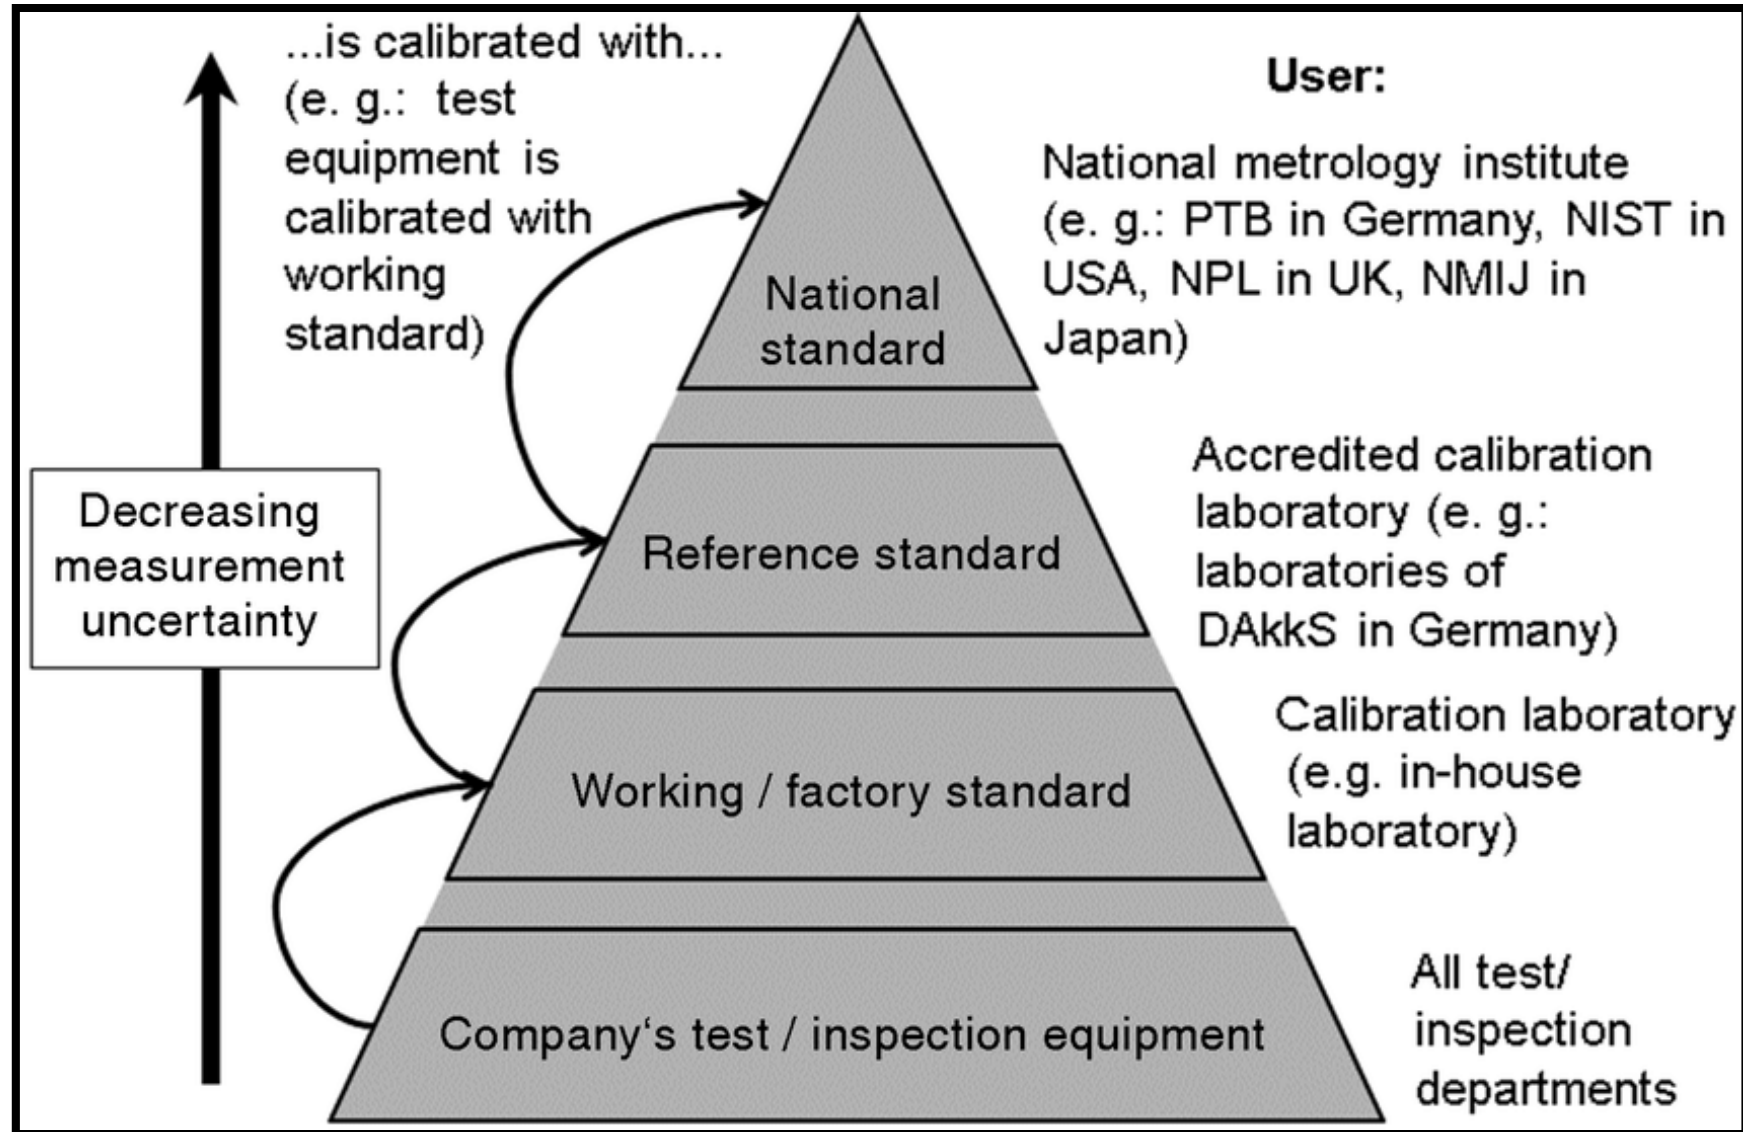 ...is calibrated with...
(e. g.: test
equipment is
calibrated with
working
standard)
Decreasing
measurement
uncertainty
National
standard
Reference standard
Working / factory standard
Company‘s test / inspection equipment
User:
National metrology institute
(e. g.: PTB in Germany, NIST in
USA, NPL in UK, NMIJ in
Japan)
Accredited calibration
laboratory (e. g.:
laboratories of
DAkkS in Germany)
Calibration laboratory
(e.g. in-house
laboratory)
All test/
inspection
departments